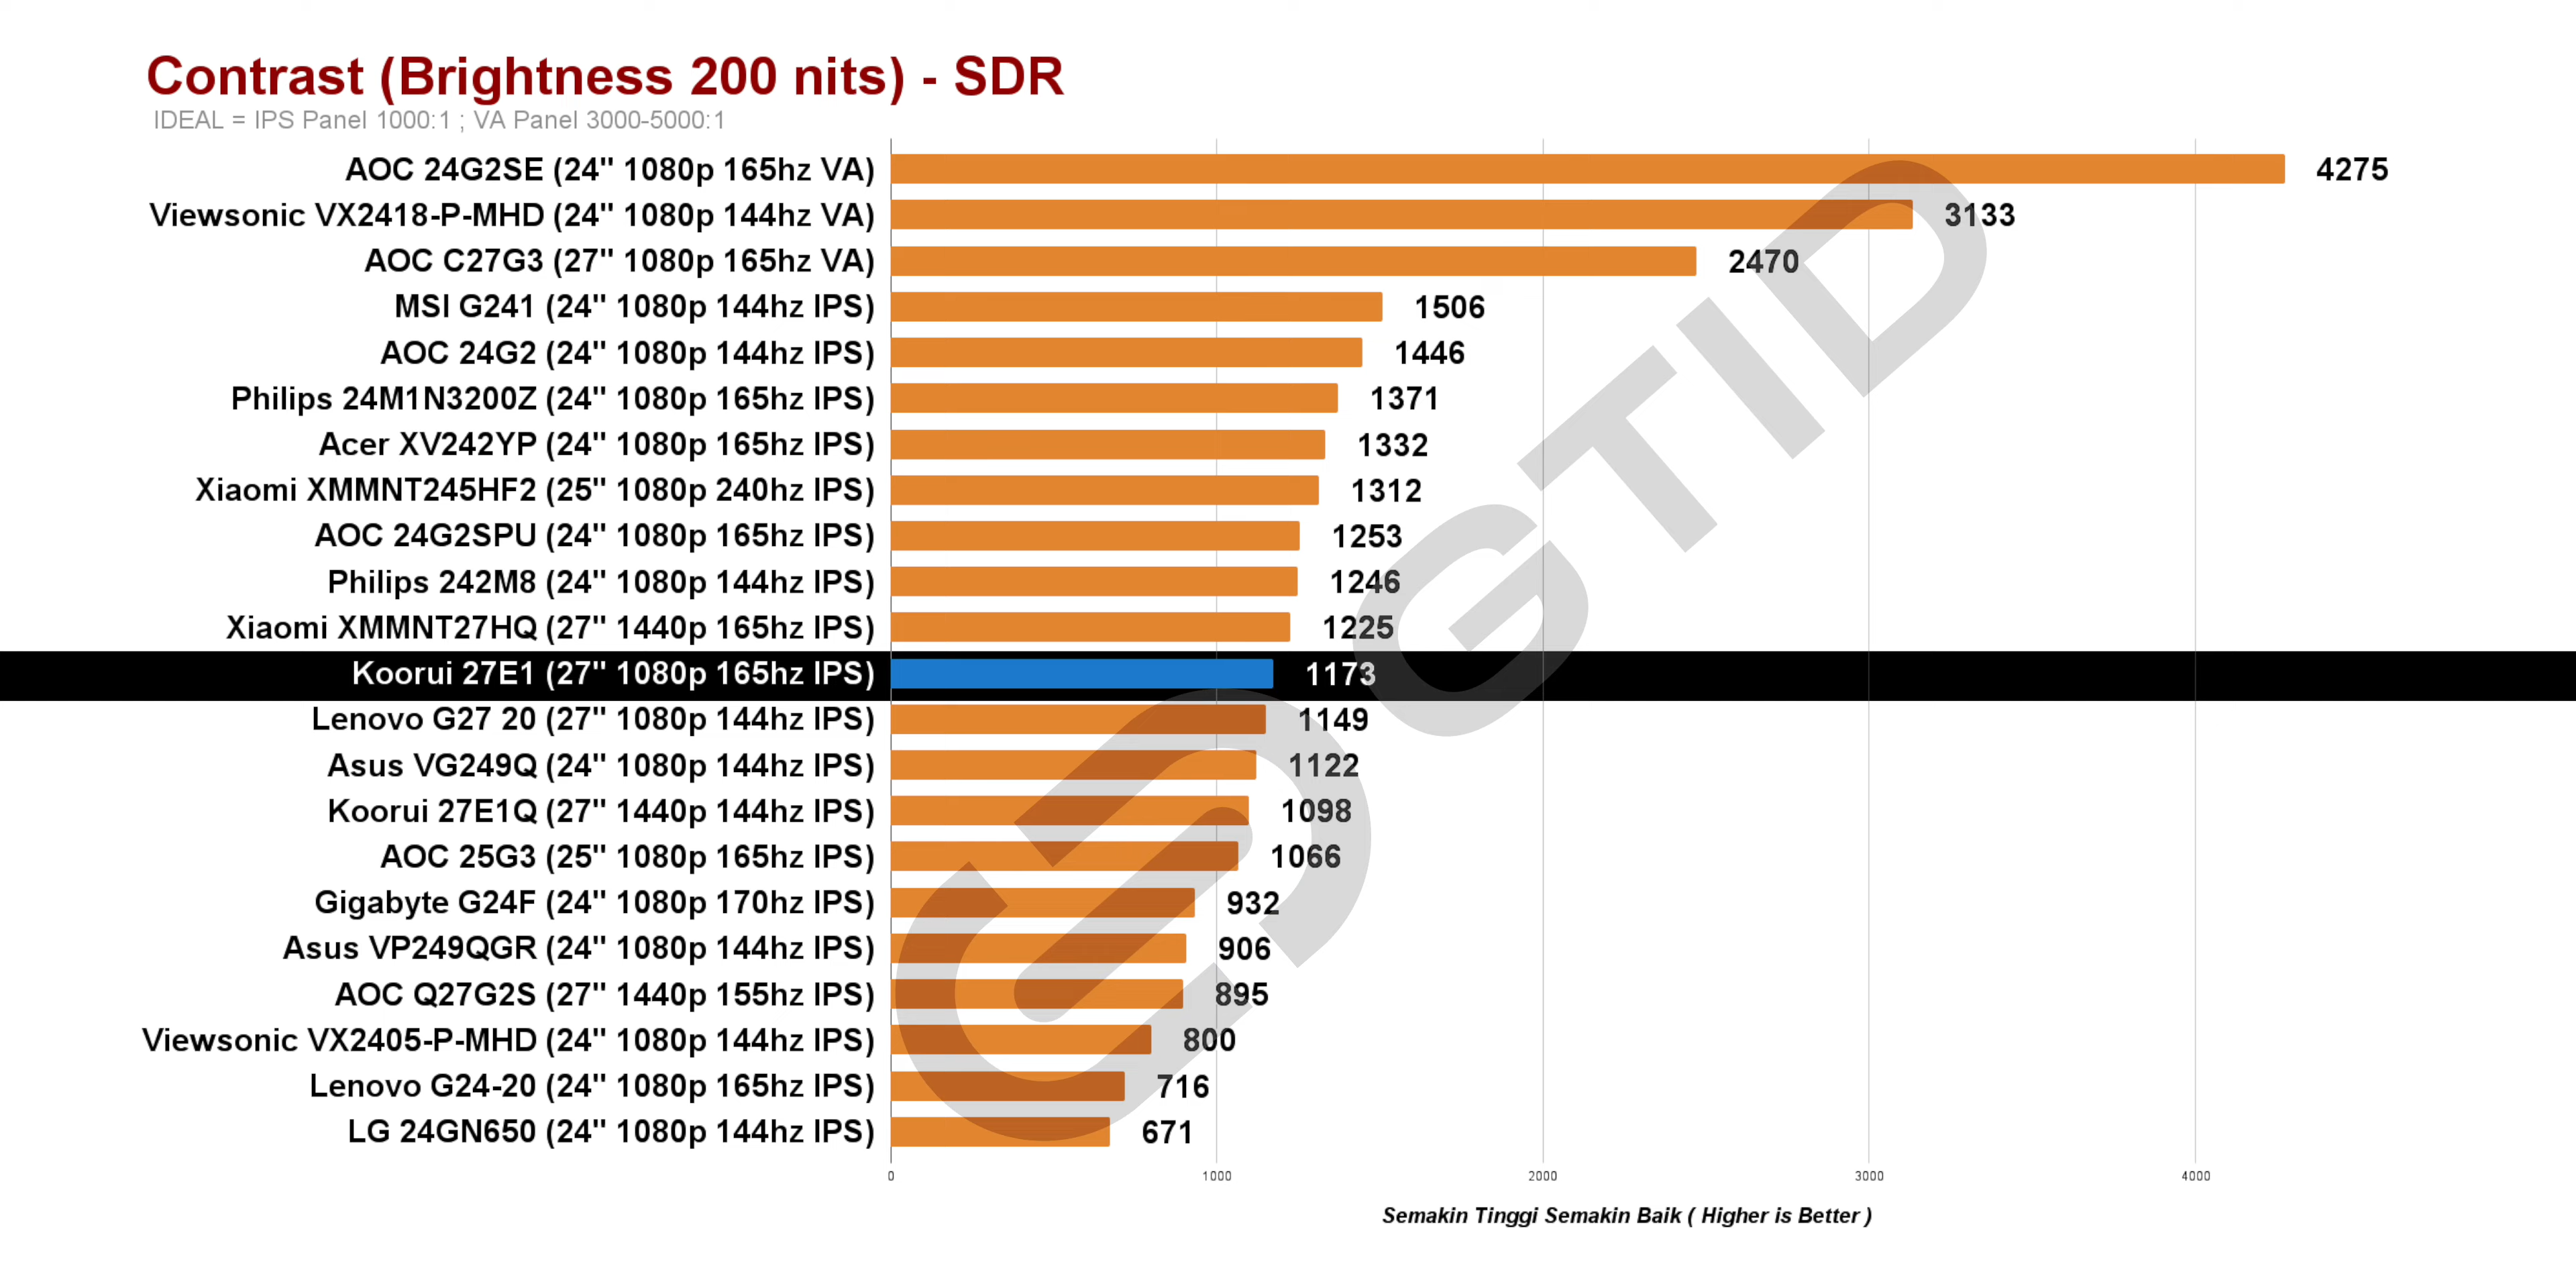 Contrast (Brightness 200 nits) - SDR
IDEAL = IPS Panel 1000:1 ; VA Panel 3000-5000:1
AOC 24G2SE (24" 1080p 165hz VA) 4275
Viewsonic VX2418-P-MHD (24" 1080p 144hz VA) 3133
AOC C27G3 (27" 1080p 165hz VA) 2470
MSI G241 (24" 1080p 144hz IPS) 1506
AOC 24G2 (24" 1080p 144hz IPS) 1446
Philips 24M1N3200Z (24" 1080p 165hz IPS) 1371
Acer XV242YP (24" 1080p 165hz IPS) 1332
Xiaomi XMMNT245HF2 (25" 1080p 240hz IPS) 1312
AOC 24G2SPU (24" 1080p 165hz IPS) 1253
Philips 242M8 (24" 1080p 144hz IPS) 1246
Xiaomi XMMNT27HQ (27" 1440p 165hz IPS) 1225
Koorui 27E1 (27" 1080p 165hz IPS) 1173
Lenovo G27 20 (27" 1080p 144hz IPS) 1149
Asus VG249Q (24" 1080p 144hz IPS) 1122
Koorui 27E1Q (27" 1440p 144hz IPS) 1098
AOC 25G3 (25" 1080p 165hz IPS) 1066
Gigabyte G24F (24" 1080p 170hz IPS) 932
Asus VP249QGR (24" 1080p 144hz IPS) 906
AOC Q27G2S (27" 1440p 155hz IPS) 895
Viewsonic VX2405-P-MHD (24" 1080p 144hz IPS) 800
Lenovo G24-20 (24" 1080p 165hz IPS) 716
LG 24GN650 (24" 1080p 144hz IPS) 671
0 1000 2000 3000 4000
Semakin Tinggi Semakin Baik ( Higher is Better )
GTID